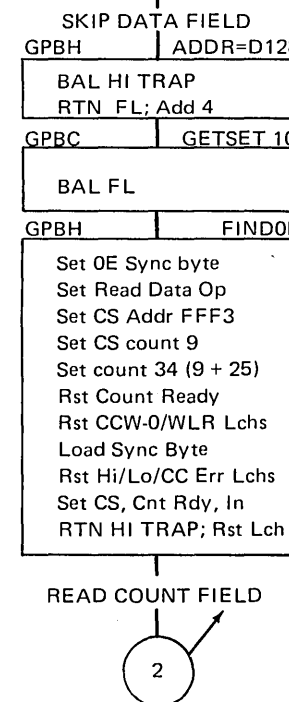 SKIP DATA FIELD
GPBH ADDR=D128
BAL HI TRAP
RTN FL; Add 4
GPBC GETSET 10
BAL FL
GPBH
Set 0E Sync byte
Set Read Data Op
Set CS Addr FFF3
Set CS count 9
Set count 34 (9 + 25)
Rst Count Ready
Rst CCW-0/WLR Lchs
Load Sync Byte
Rst Hi/Lo/CC Err Lchs
Set CS, Cnt Rdy, In
RTN HI TRAP; Rst Lch
READ COUNT FIELD
2